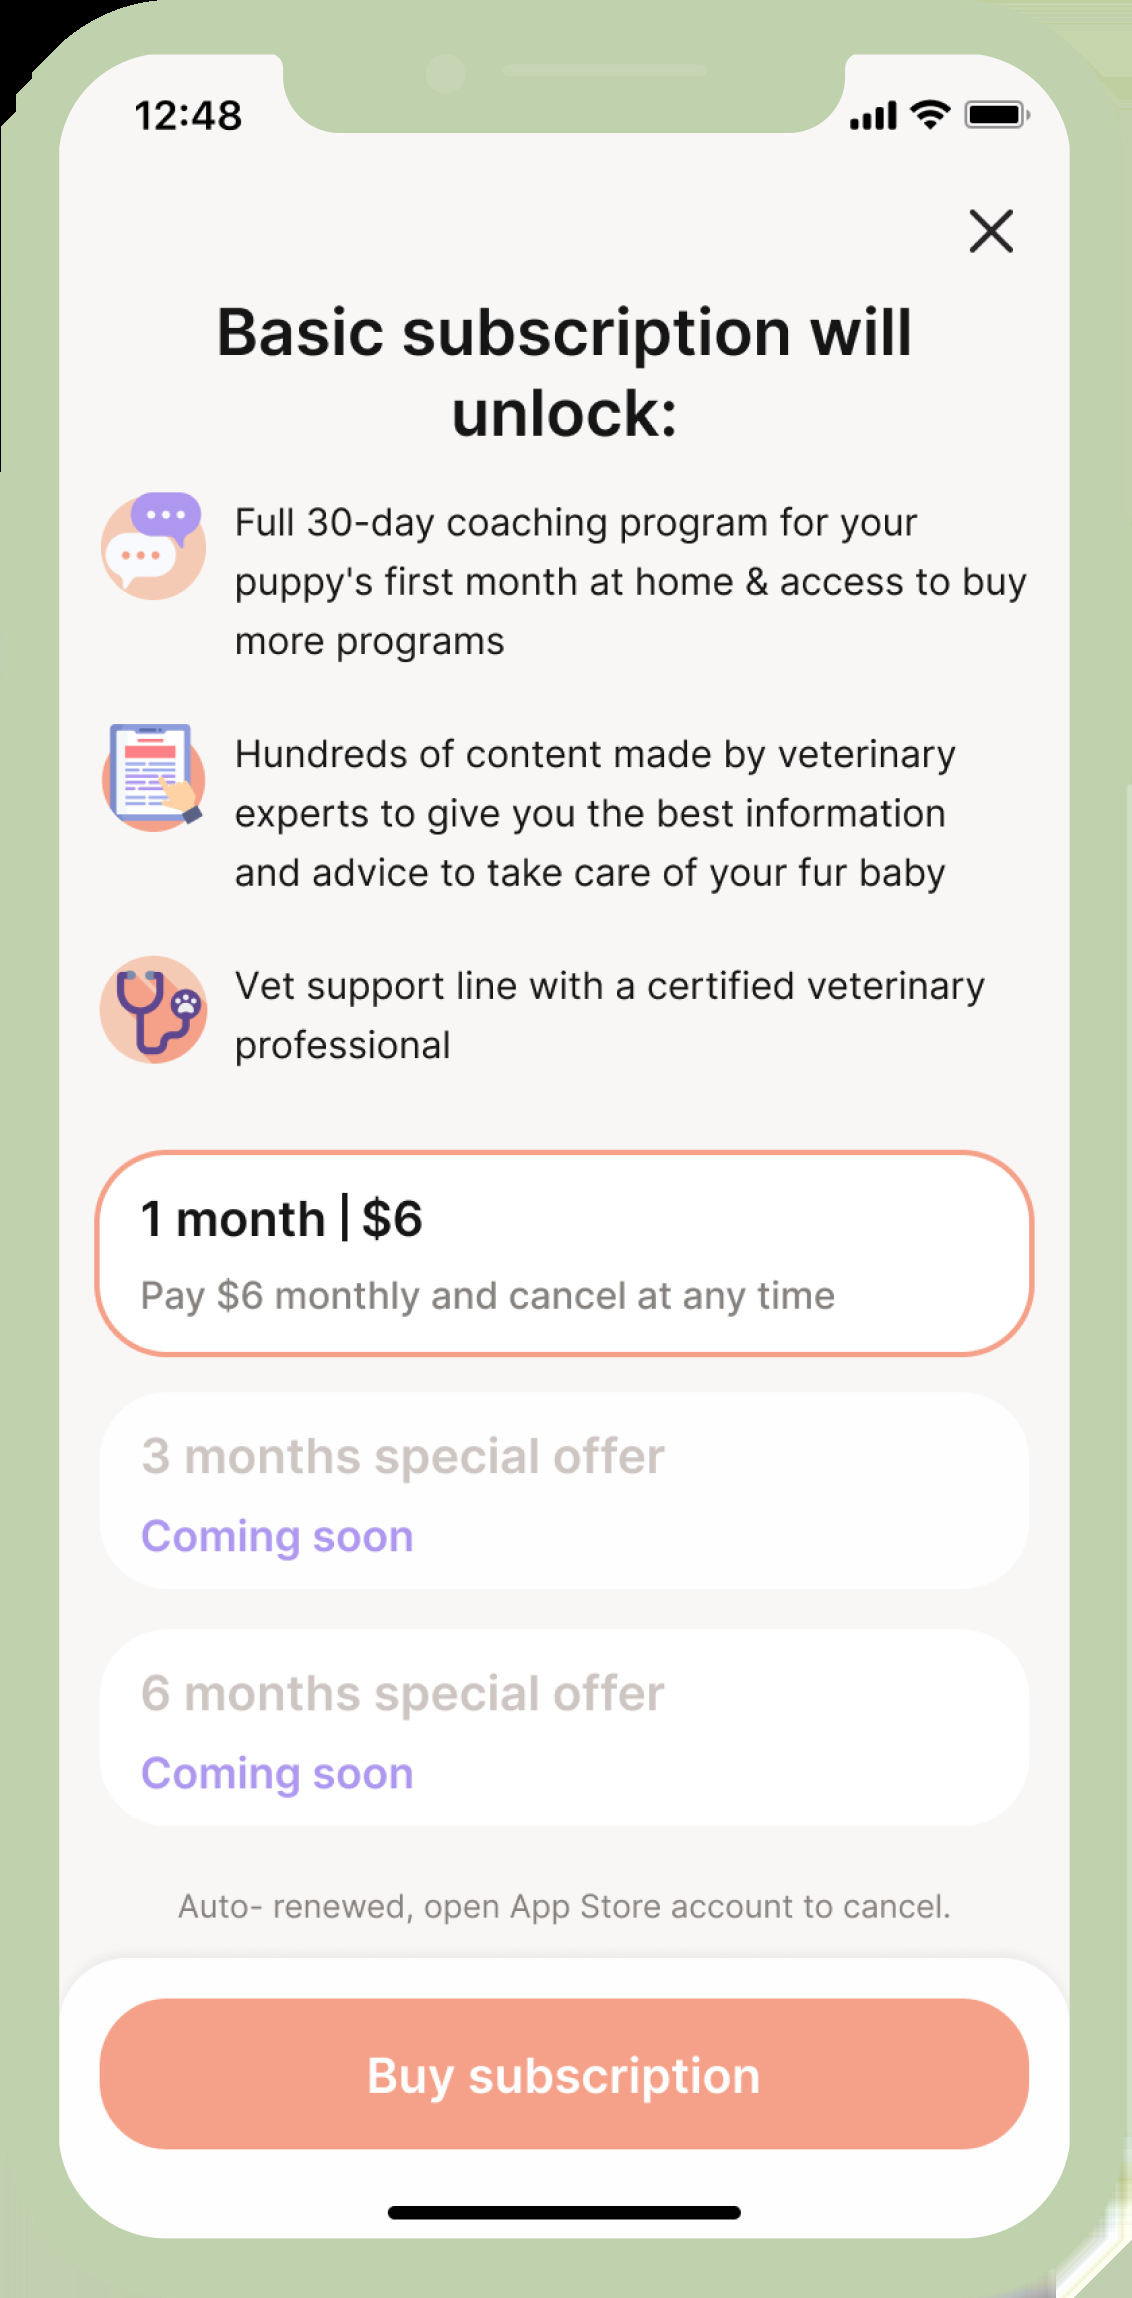 12:48
Basic subscription will
unlock:
Full 30-day coaching program for your
puppy's first month at home & access to buy
more programs
Hundreds of content made by veterinary
experts to give you the best information
and advice to take care of your fur baby
Vet support line with a certified veterinary
professional
1 month | $6
Pay $6 monthly and cancel at any time
3 months special offer
Coming soon
6 months special offer
Coming soon
Auto- renewed, open App Store account to cancel.
Buy subscription